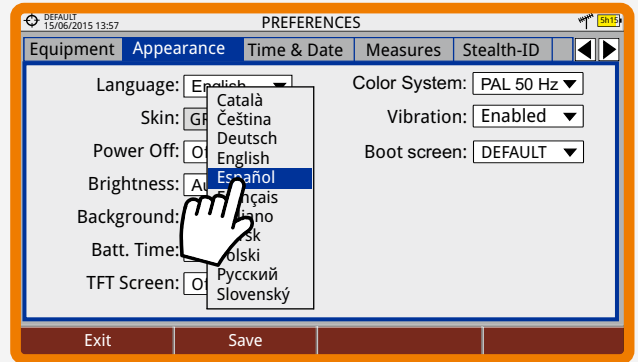 DEFAULT
15/06/2015 13:57
PREFERENCES
5h15
Equipment Appearance Time & Date Measures Stealth-ID
Language: English
Color System: PAL 50 Hz
Skin:
Vibration: Enabled
Power Off:
Boot screen: DEFAULT
Brightness:
Background:
Batt. Time:
TFT Screen:
Català
Čeština
Deutsch
English
Español
Polski
Русский
Slovenský
Exit Save